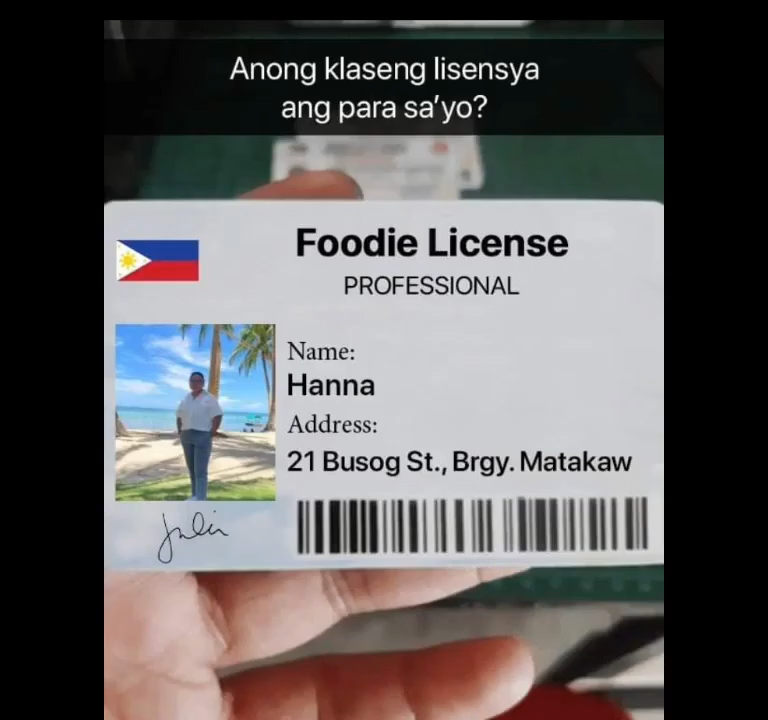 Anong klaseng lisensya
ang para sa'yo?
Foodie License
PROFESSIONAL
Name:
Hanna
Address:
21 Busog St., Brgy. Matakaw